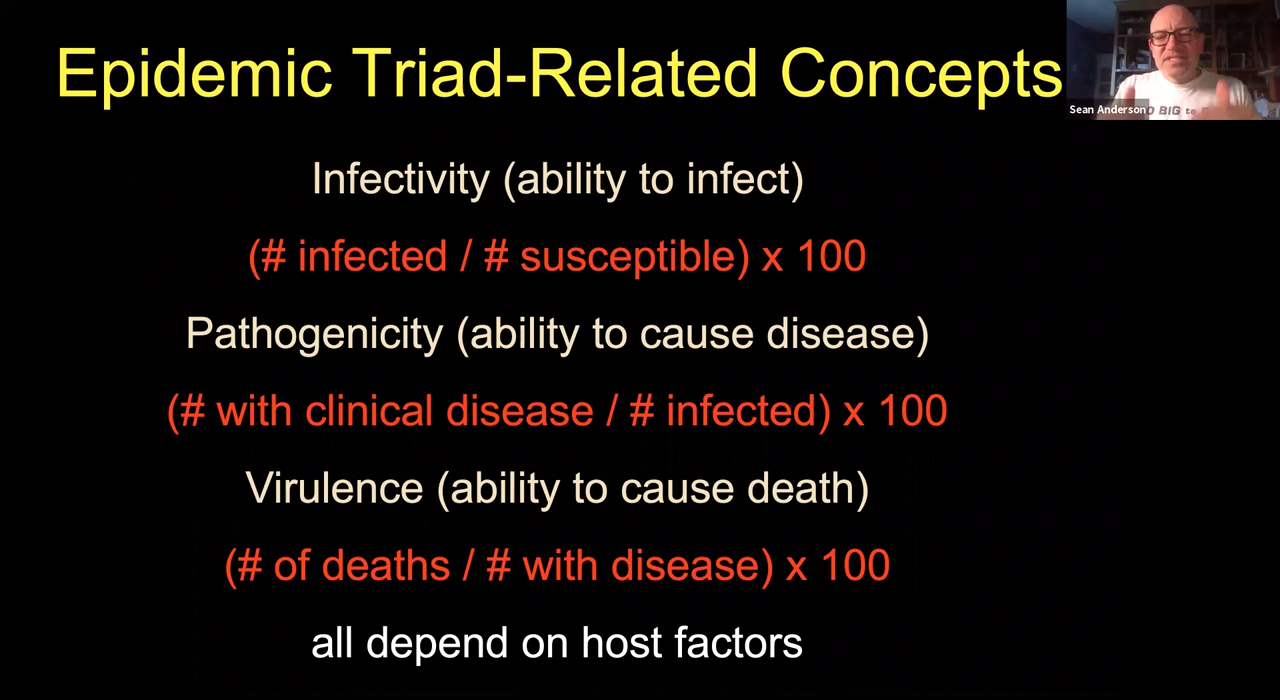 Epidemic Triad-Related Concepts
Sean Anderson
BIG to
Infectivity (ability to infect)
(# infected / # susceptible) x 100
Pathogenicity (ability to cause disease)
(# with clinical disease / # infected) x 100
Virulence (ability to cause death)
(# of deaths / # with disease) x 100
all depend on host factors